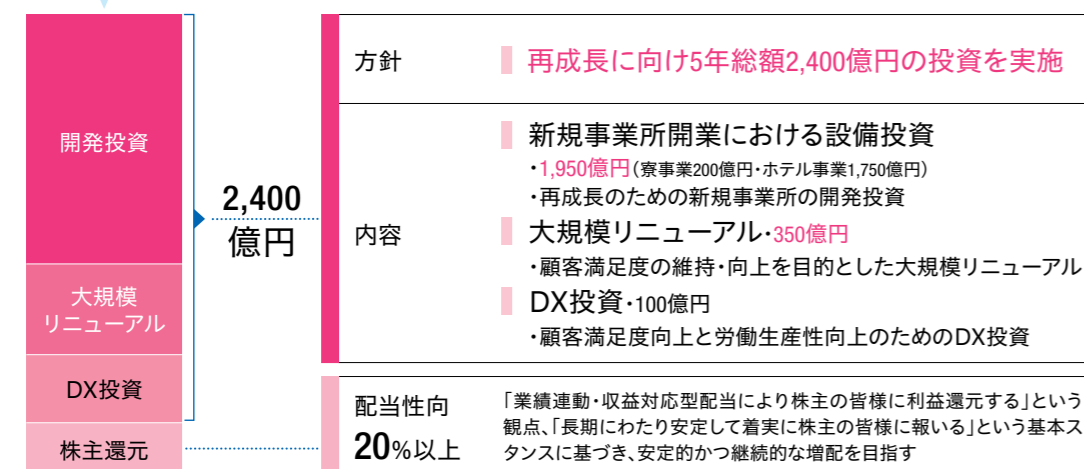 開発投資
大規模
リニューアル
DX投資
株主還元
2,400
億円
方針
再成長に向け5年総額2,400億円の投資を実施
内容
新規事業所開業における設備投資
・1,950億円(寮事業200億円・ホテル事業1,750億円)
・再成長のための新規事業所の開発投資
大規模リニューアル・350億円
・顧客満足度の維持・向上を目的とした大規模リニューアル
DX投資・100億円
・顧客満足度向上と労働生産性向上のためのDX投資
配当性向
20%以上
「業績連動・収益対応型配当により株主の皆様に利益還元する」という
観点、「長期にわたり安定して着実に株主の皆様に報いる」という基本ス
タンスに基づき、安定的かつ継続的な増配を目指す